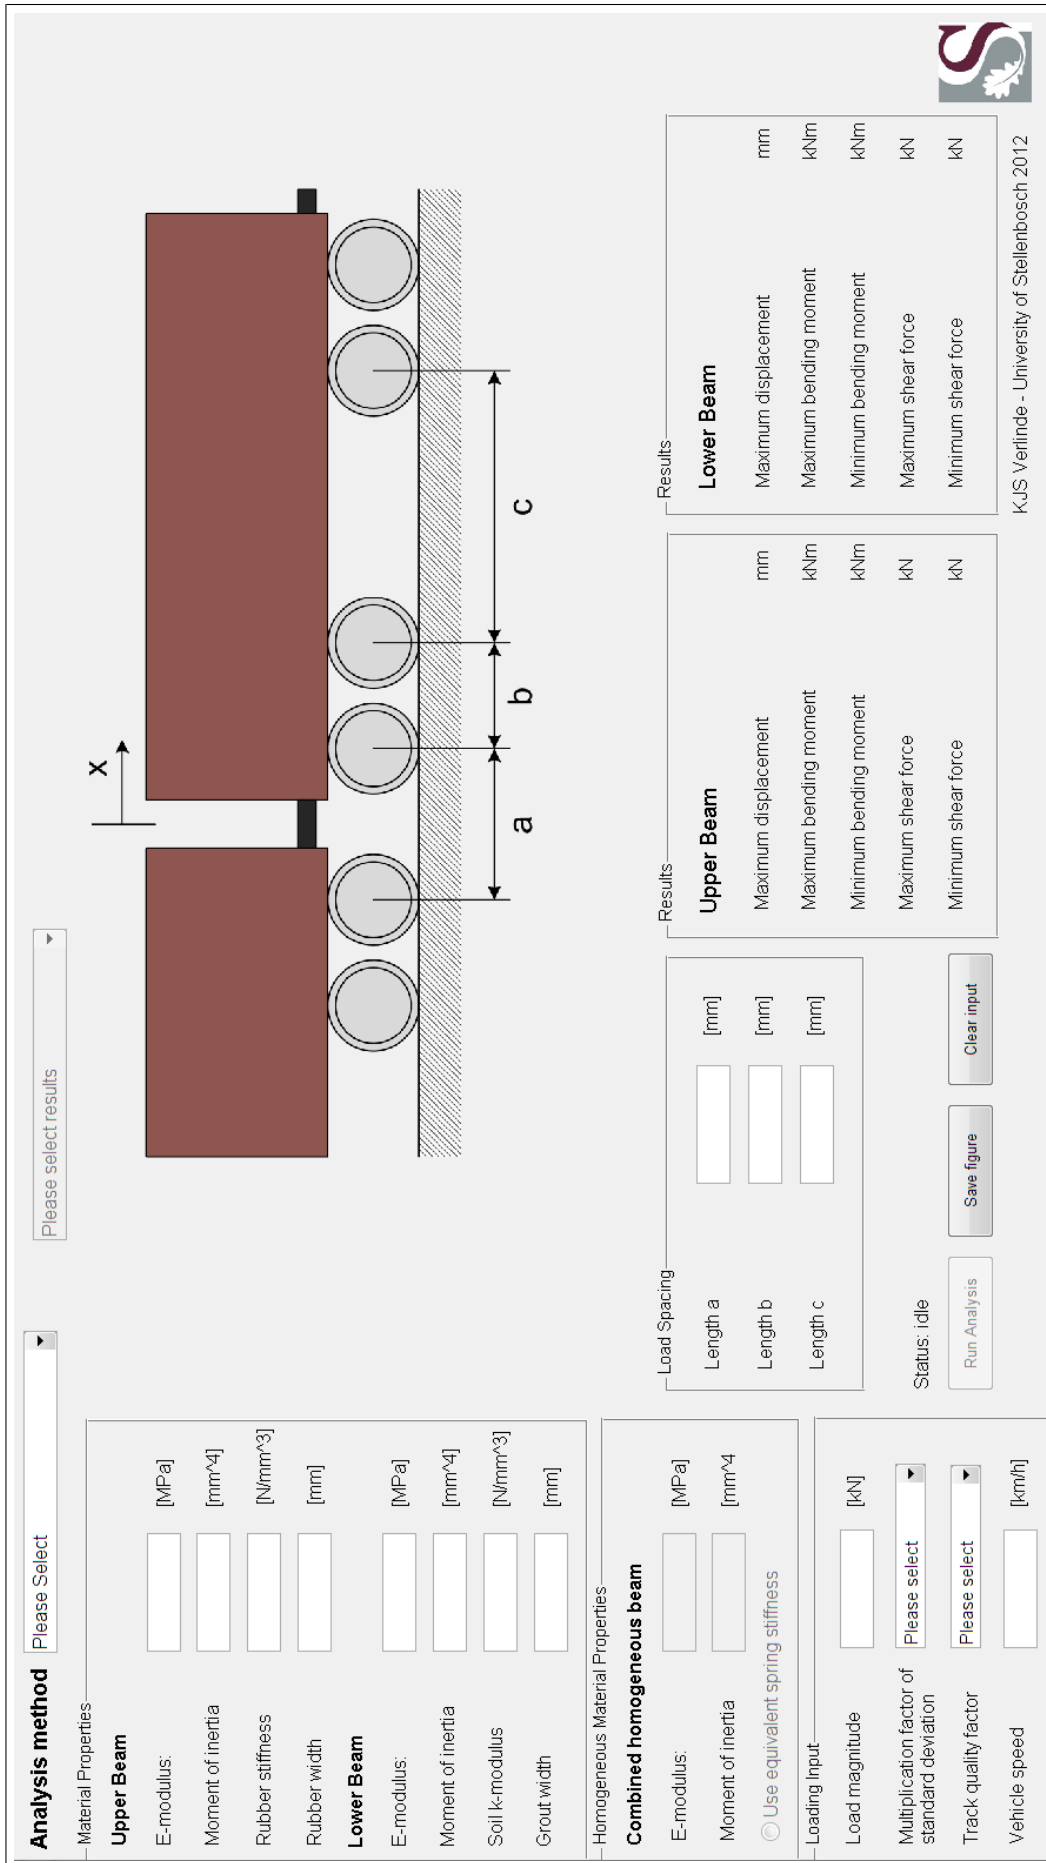 Analysis method
Please Select
Please select results
Material Properties
Upper Beam
E-modulus: [MPa]
Moment of inertia [mm^4]
Rubber stiffness [N/mm^3]
Rubber width [mm]
Lower Beam
E-modulus: [MPa]
Moment of inertia [mm^4]
Soil k-modulus [N/mm^3]
Grout width [mm]
Homogeneous Material Properties
Combined homogeneous beam
E-modulus: [MPa]
Moment of inertia [mm^4
Use equivalent spring stiffness
Loading Input
Load magnitude [kN]
Multiplication factor of
standard deviation
Please select
Track quality factor
Please select
Vehicle speed [km/h]
x
a
b
c
Load Spacing
Length a [mm]
Length b [mm]
Length c [mm]
Status: idle
Run Analysis
Save figure
Clear input
Results
Upper Beam
Maximum displacement mm
Maximum bending moment kNm
Minimum bending moment kNm
Maximum shear force kN
Minimum shear force kN
Results
Lower Beam
Maximum displacement mm
Maximum bending moment kNm
Minimum bending moment kNm
Maximum shear force kN
Minimum shear force kN
KJS Verlinde - University of Stellenbosch 2012